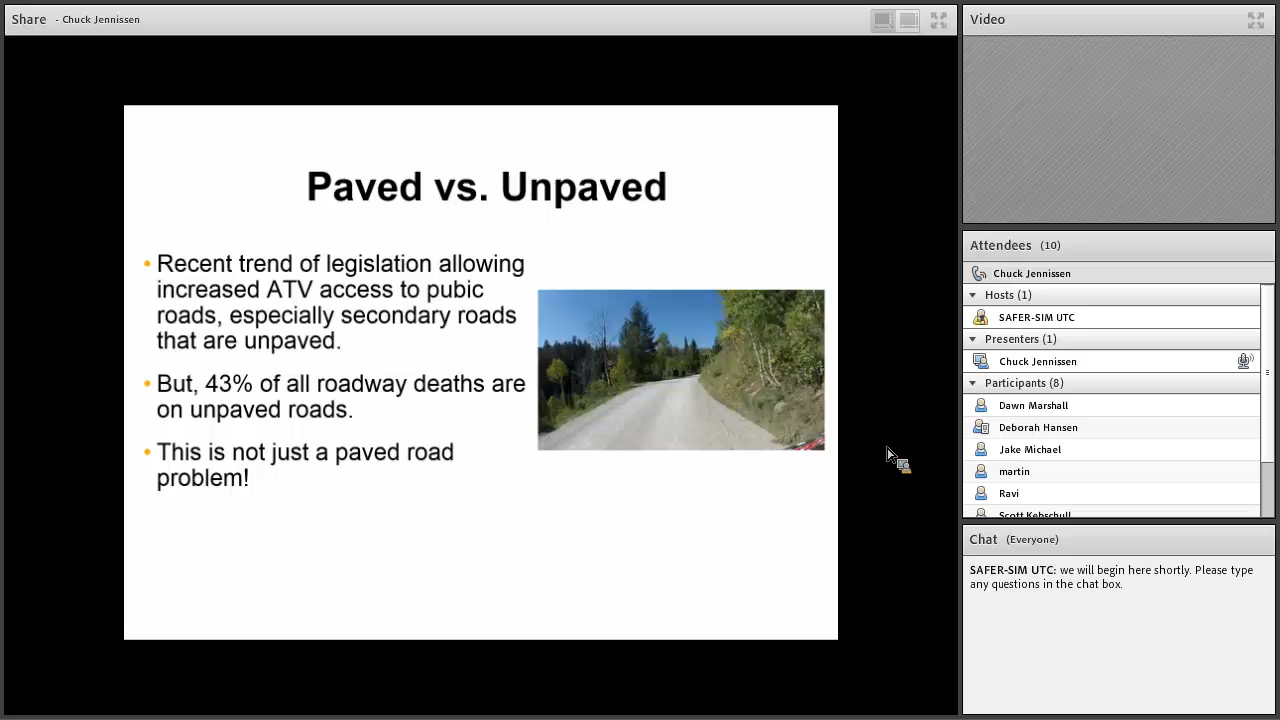 Share - Chuck Jennissen
Paved vs. Unpaved
• Recent trend of legislation allowing
increased ATV access to pubic
roads, especially secondary roads
that are unpaved.
• But, 43% of all roadway deaths are
on unpaved roads.
• This is not just a paved road
problem!
Video
Attendees (10)
Chuck Jennissen
Hosts (1)
SAFER-SIM UTC
Presenters (1)
Chuck Jennissen
Participants (8)
Dawn Marshall
Deborah Hansen
Jake Michael
martin
Ravi
Scott Kebschull
Chat (Everyone)
SAFER-SIM UTC: we will begin here shortly. Please type
any questions in the chat box.